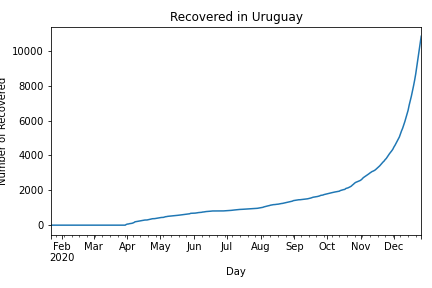 Recovered in Uruguay
Number of Recovered
10000
8000
6000
4000
2000
0
Feb Mar Apr May Jun Jul Aug Sep Oct Nov Dec
2020
Day